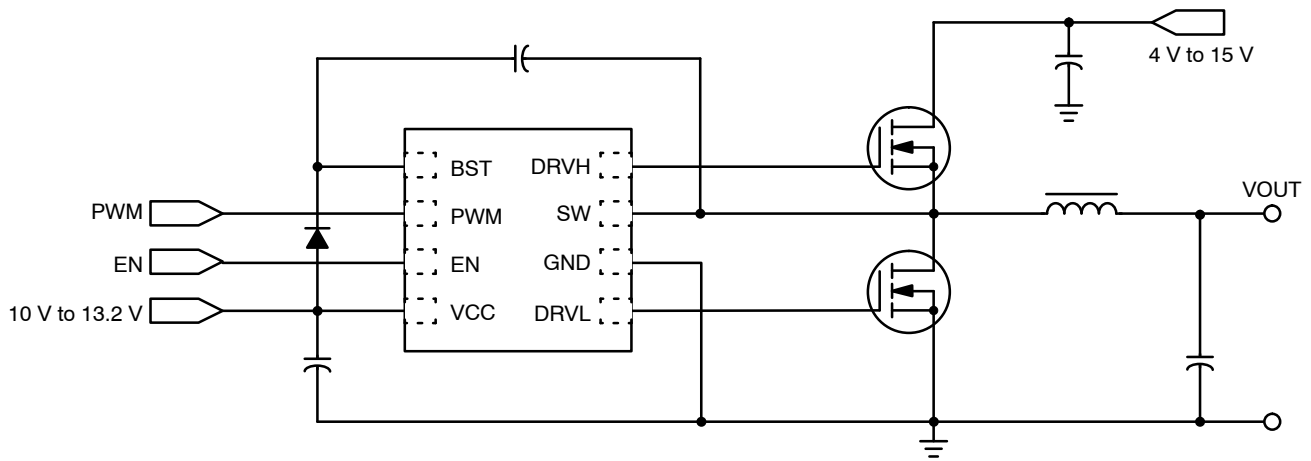 4 V to 15 V
BST DRVH
PWM PWM SW VOUT
EN EN GND
10 V to 13.2 V VCC DRVL